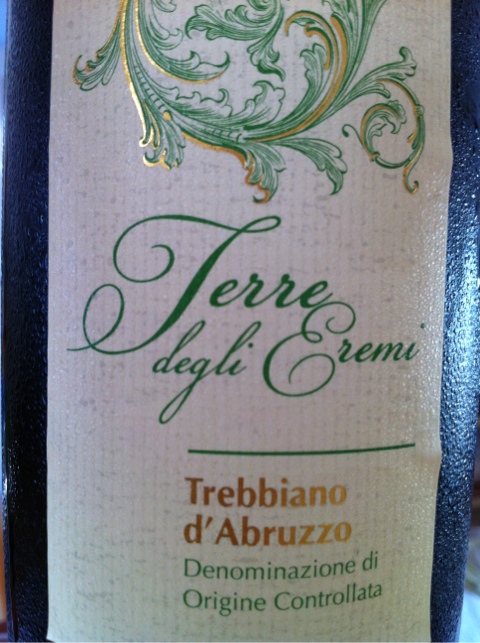 Terre
degli Eremi
Trebbiano
d'Abruzzo
Denominazione di
Origine Controllata